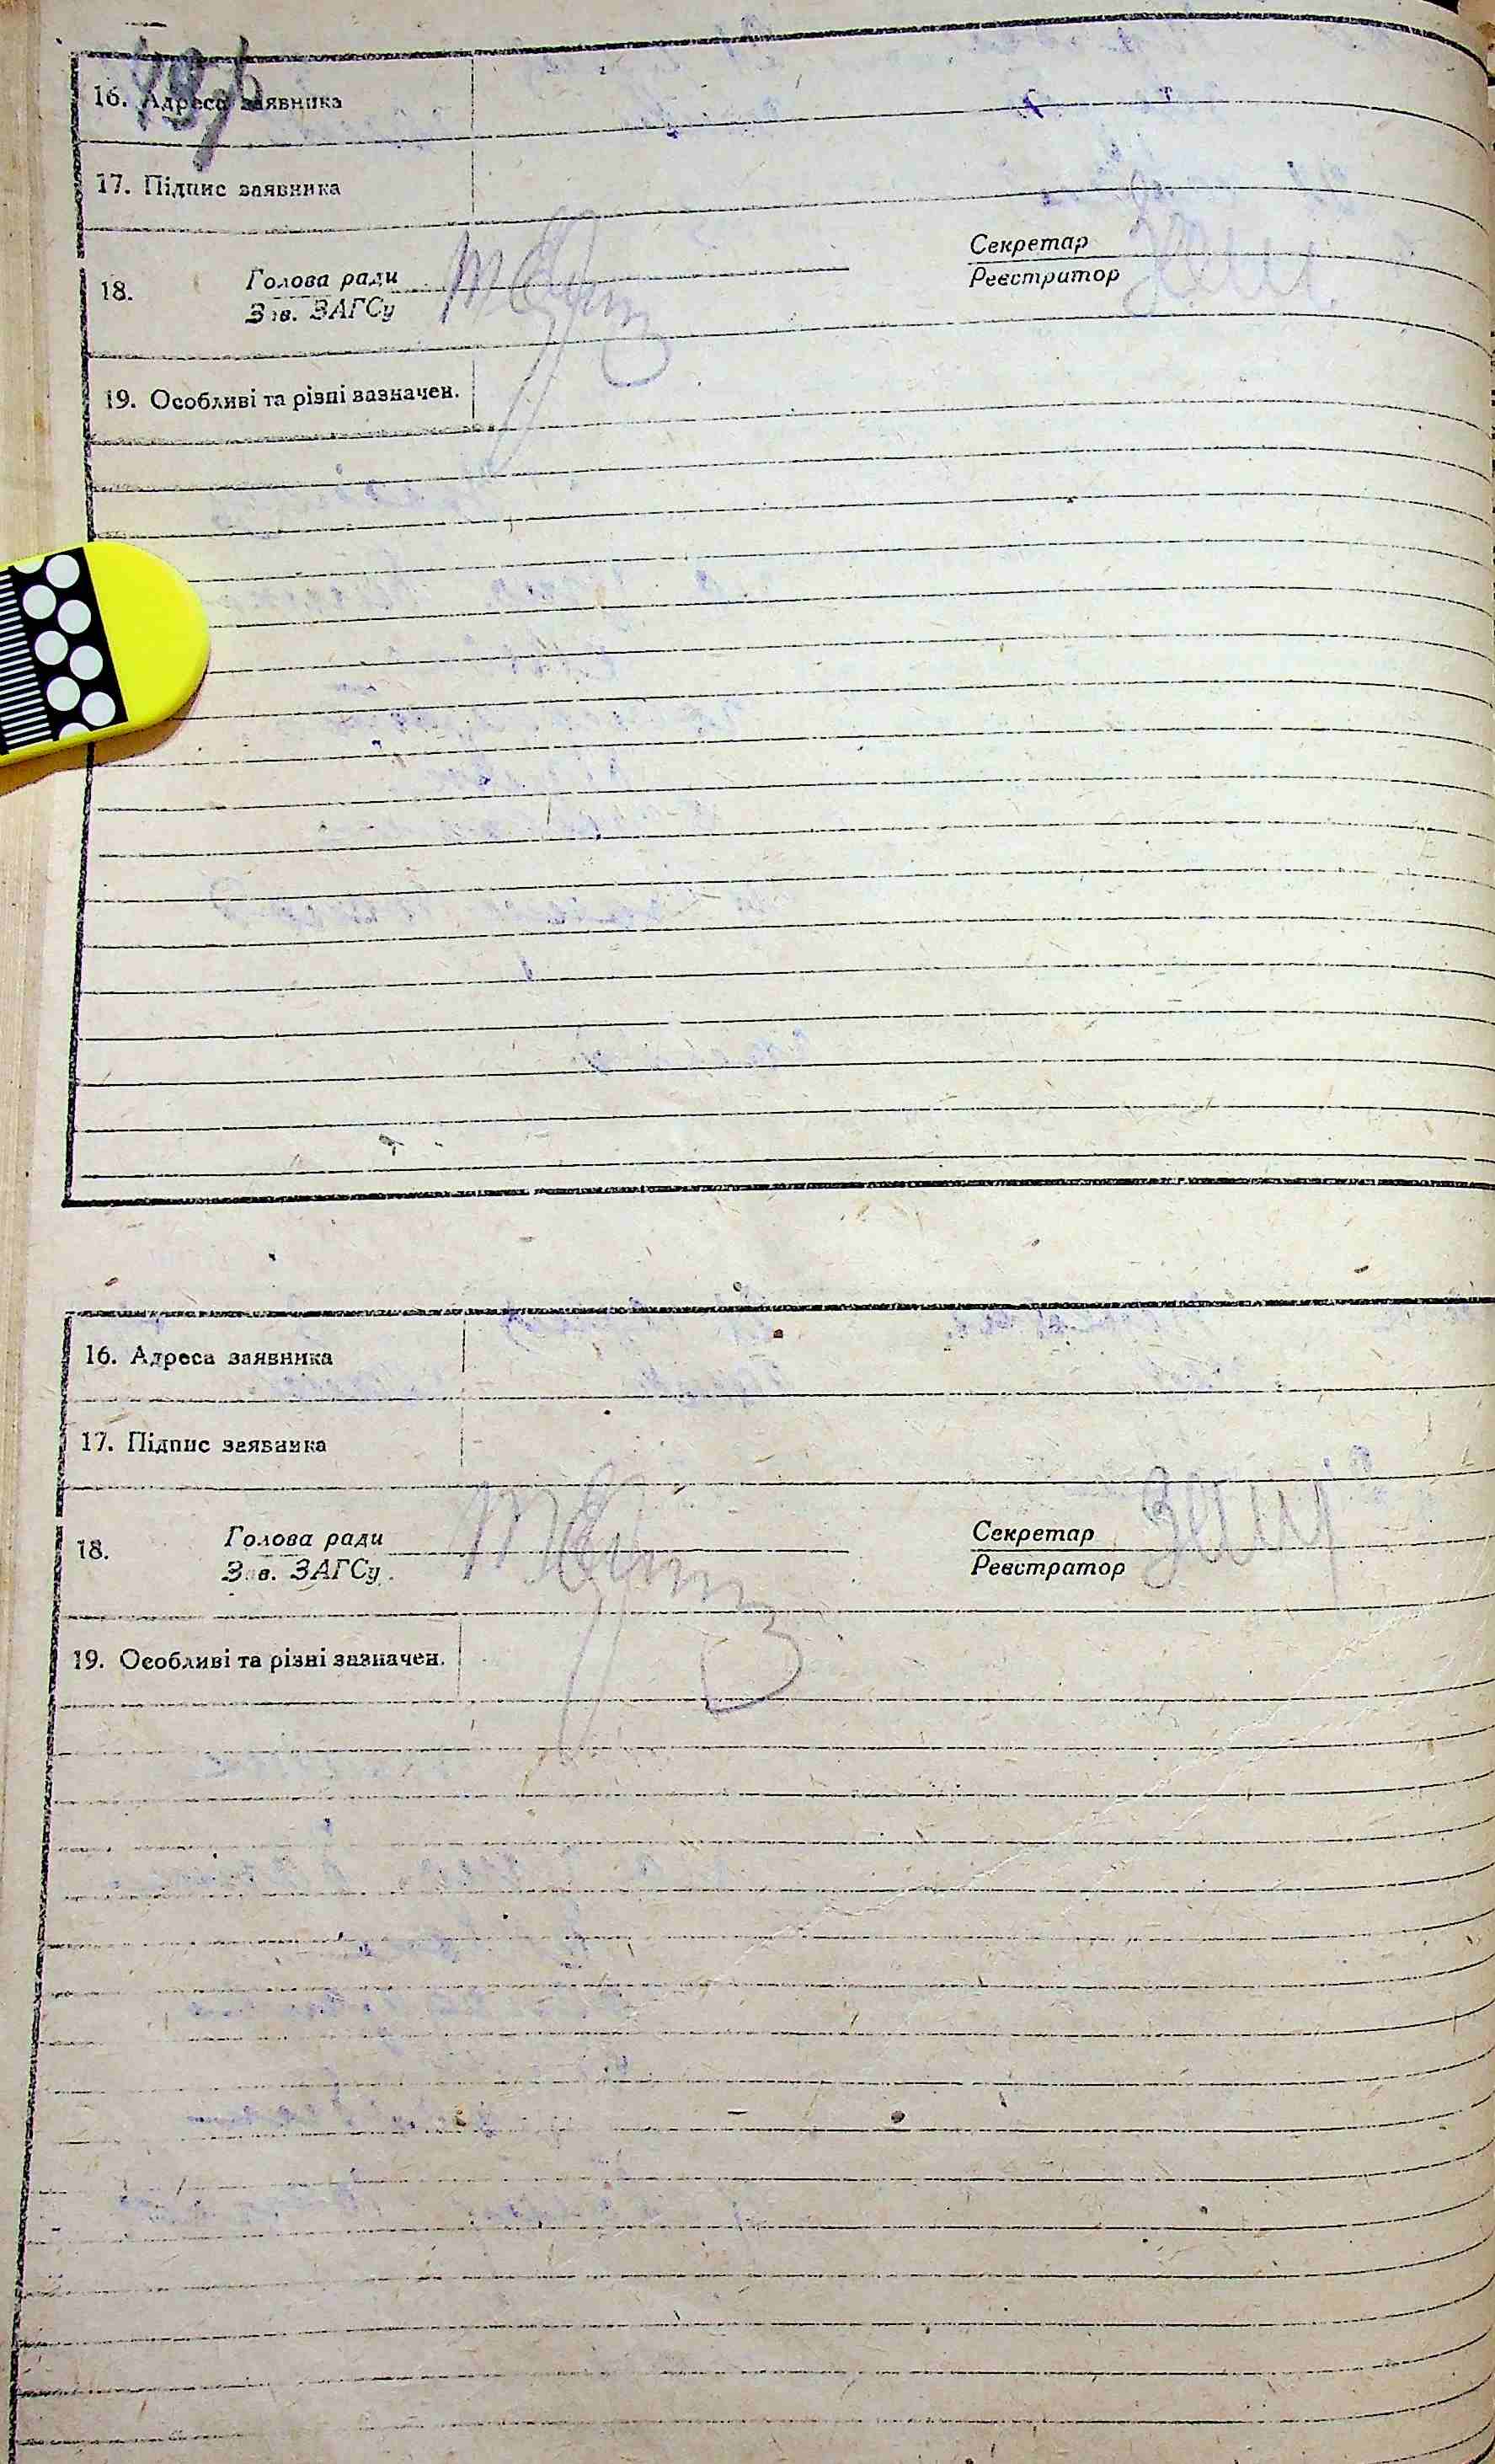 16. Адреса заявника
17. Підпис заявника
Секретар
Реєстратор
18. Голова ради
Зав. ЗАГСу
19. Особливі та різні зазначен.
16. Адреса заявника
17. Підпис заявника
18. Голова ради
Зав. ЗАГСу
Секретар
Реєстратор
19. Особливі та різні зазначен.